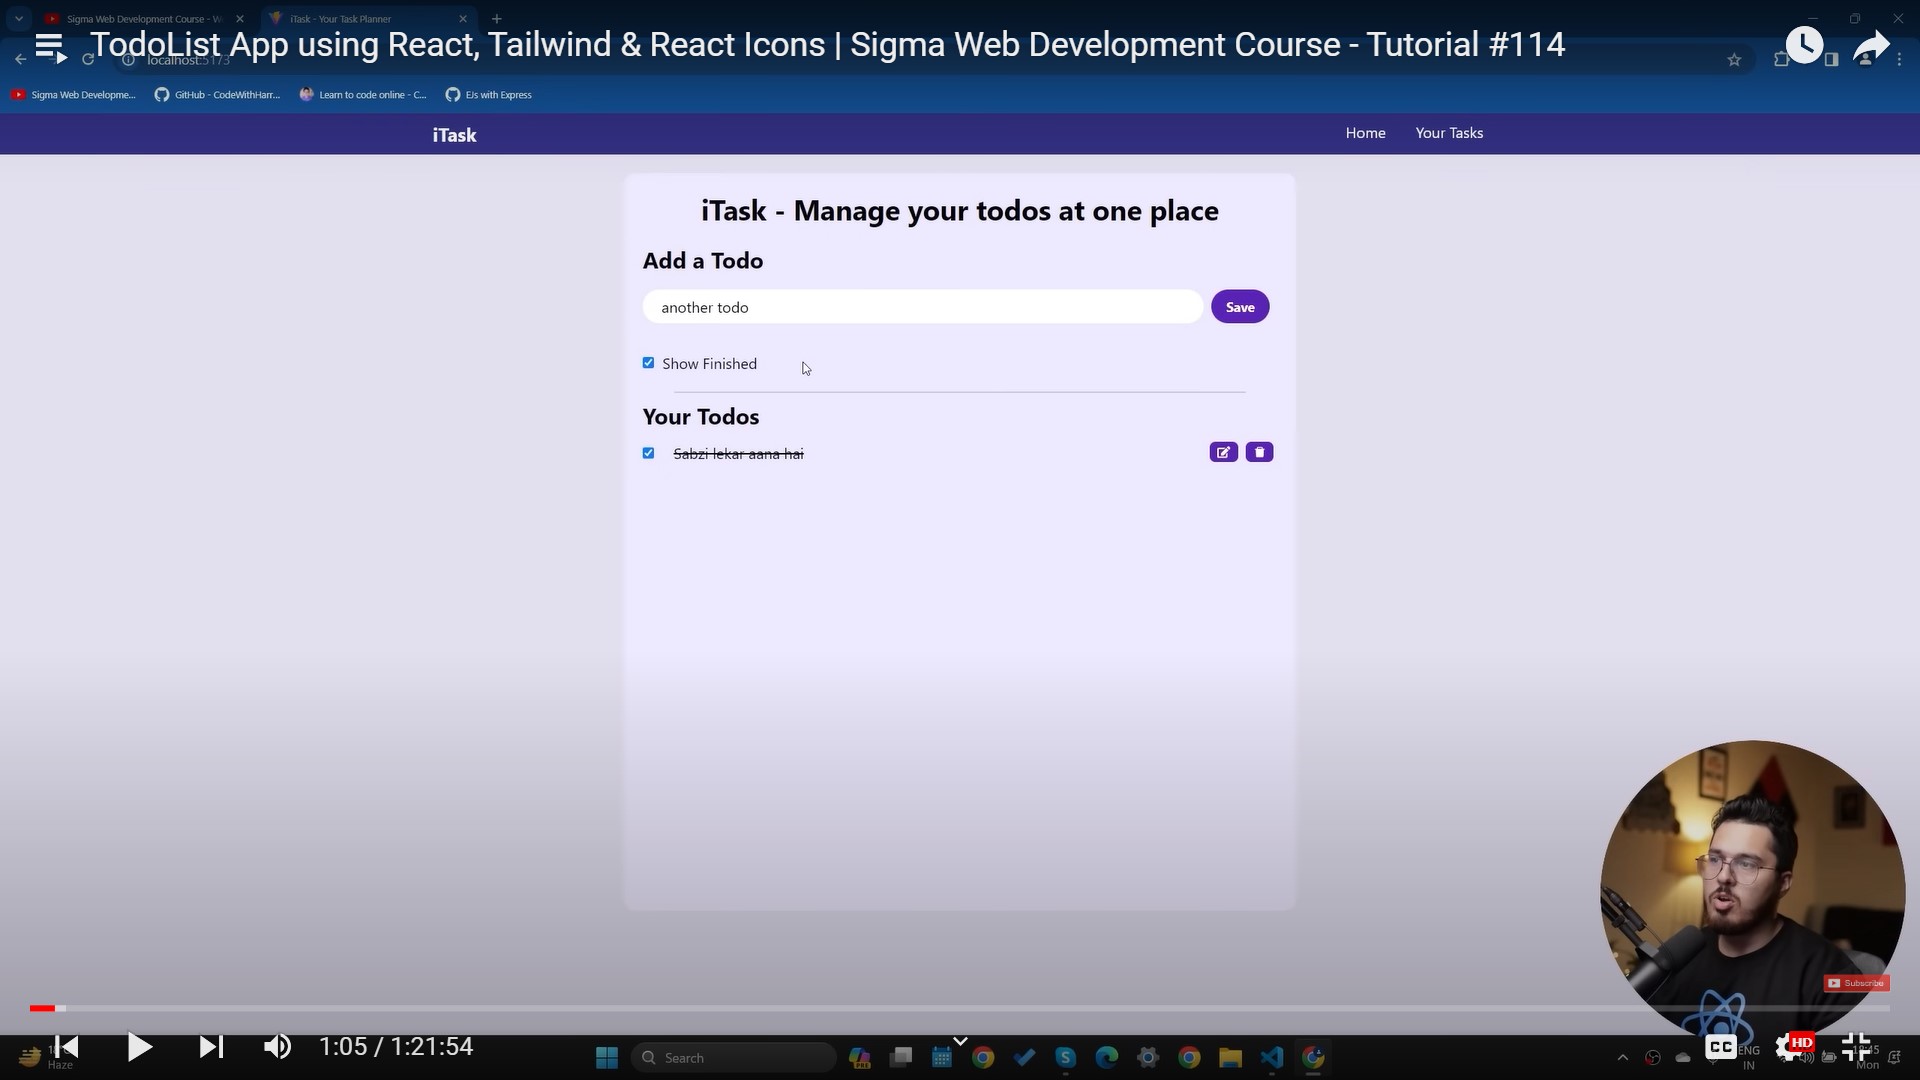 Sigma Web Development Course - W
iTask - Your Task Planner
TodoList App using React, Tailwind & React Icons | Sigma Web Development Course - Tutorial #114
localhost:5173
Sigma Web Developme...
GitHub - CodeWithHarr...
Learn to code online - C...
EJs with Express
iTask
Home
Your Tasks
iTask - Manage your todos at one place
Add a Todo
another todo
Save
Show Finished
Your Todos
Sabzi lekar aana hai
Subscribe
1:05 / 1:21:54
Haze
Search
PRE
CC
HD
ENG
IN
Mon